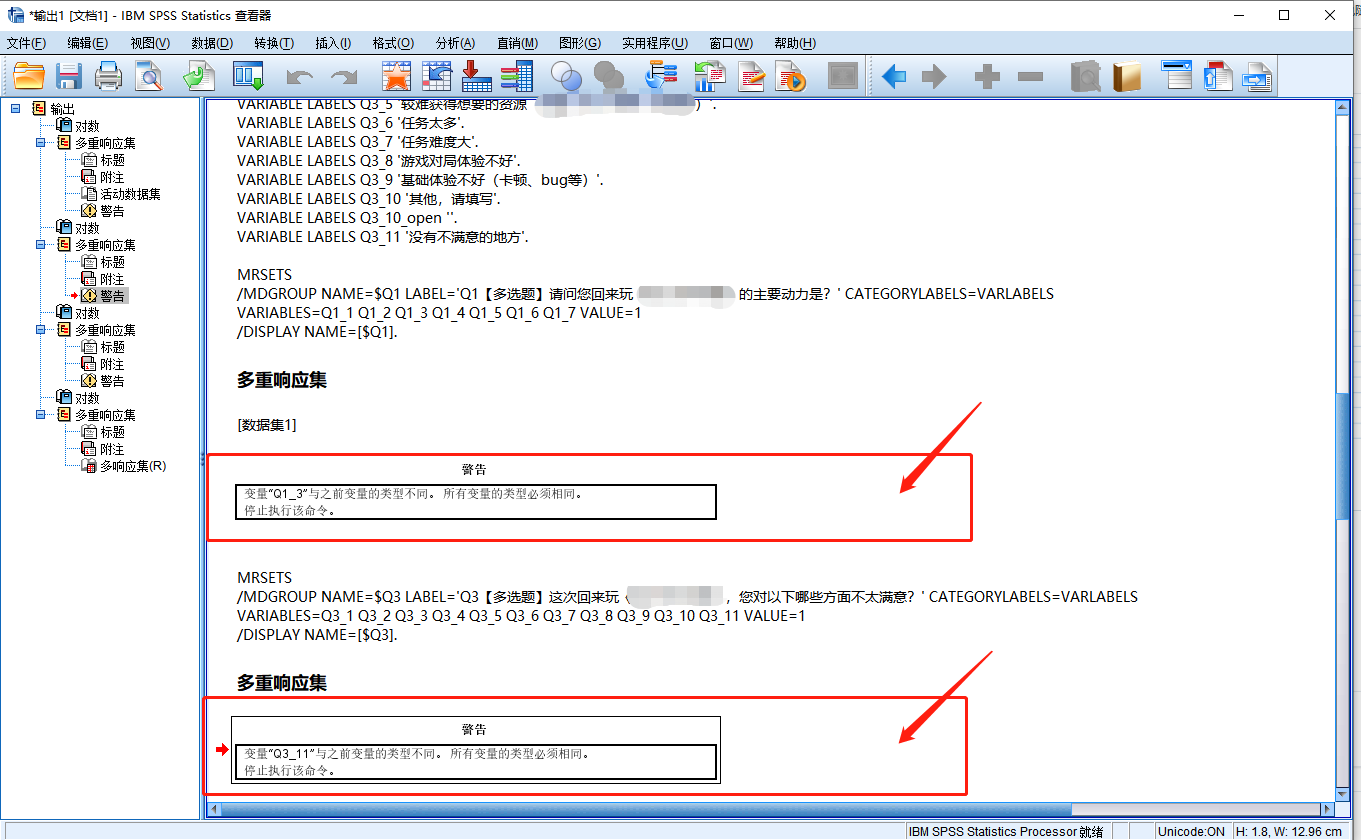 *输出1 [文档1] - IBM SPSS Statistics 查看器
文件(F) 编辑(E) 视图(V) 数据(D) 转换(T) 插入(I) 格式(O) 分析(A) 直销(M) 图形(G) 实用程序(U) 窗口(W) 帮助(H)
输出
对数
多重响应集
标题
附注
活动数据集
警告
对数
多重响应集
标题
附注
警告
对数
多重响应集
标题
附注
警告
对数
多重响应集
标题
附注
多响应集(R)
VARIABLE LABELS Q3_5 '较难获得想要的资源 ）'.
VARIABLE LABELS Q3_6 '任务太多'.
VARIABLE LABELS Q3_7 '任务难度大'.
VARIABLE LABELS Q3_8 '游戏对局体验不好'.
VARIABLE LABELS Q3_9 '基础体验不好（卡顿、bug等）'.
VARIABLE LABELS Q3_10 '其他，请填写'.
VARIABLE LABELS Q3_10_open ''.
VARIABLE LABELS Q3_11 '没有不满意的地方'.
MRSETS
/MDGROUP NAME=$Q1 LABEL='Q1【多选题】请问您回来玩 的主要动力是？' CATEGORYLABELS=VARLABELS
VARIABLES=Q1_1 Q1_2 Q1_3 Q1_4 Q1_5 Q1_6 Q1_7 VALUE=1
/DISPLAY NAME=[$Q1].
多重响应集
[数据集1]
警告
变量“Q1_3”与之前变量的类型不同。 所有变量的类型必须相同。
停止执行该命令。
MRSETS
/MDGROUP NAME=$Q3 LABEL='Q3【多选题】这次回来玩 ，您对以下哪些方面不太满意？' CATEGORYLABELS=VARLABELS
VARIABLES=Q3_1 Q3_2 Q3_3 Q3_4 Q3_5 Q3_6 Q3_7 Q3_8 Q3_9 Q3_10 Q3_11 VALUE=1
/DISPLAY NAME=[$Q3].
多重响应集
警告
变量“Q3_11”与之前变量的类型不同。 所有变量的类型必须相同。
停止执行该命令。
IBM SPSS Statistics Processor 就绪 Unicode:ON H: 1.8, W: 12.96 cm